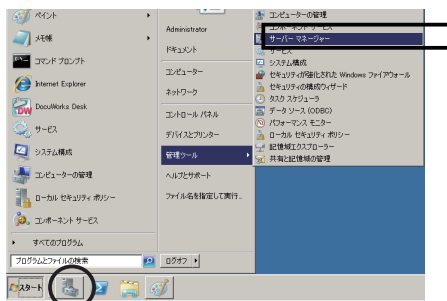 ペイント
メモ帳
コマンド プロンプト
Internet Explorer
DocuWorks Desk
サービス
システム構成
コンピューターの管理
ローカル セキュリティ ポリシー
コンポーネント サービス
すべてのプログラム
プログラムとファイルの検索
スタート
Administrator
ドキュメント
コンピューター
ネットワーク
コントロール パネル
デバイスとプリンター
管理ツール
ヘルプとサポート
ファイル名を指定して実行...
ログオフ
コンピューターの管理
コンポーネント サービス
サーバー マネージャー
サービス
システム構成
セキュリティが強化された Windows ファイアウォール
セキュリティの構成ウィザード
タスク スケジューラ
データ ソース (ODBC)
パフォーマンス モニター
ローカル セキュリティ ポリシー
記憶域エクスプローラー
共有と記憶域の管理